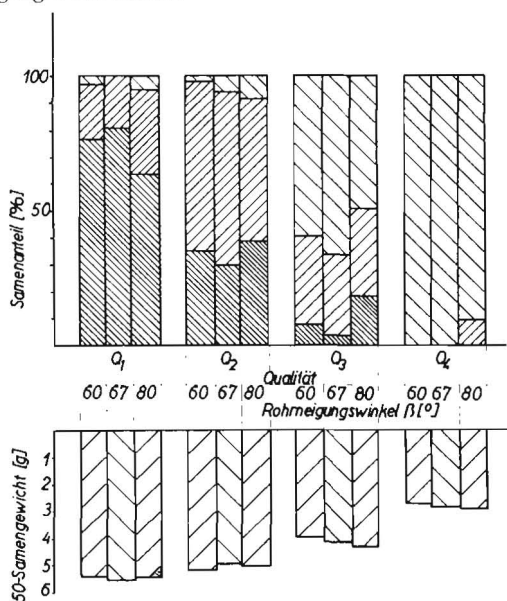 100
50
Samenanteil [%]
Q1 Q2 Q3 Q4
Qualität
60 67 80 60 67 80 60 67 80 60 67 80
Rohrneigungswinkel β[°]
1
2
3
4
5
6
50-Samengewicht [g]